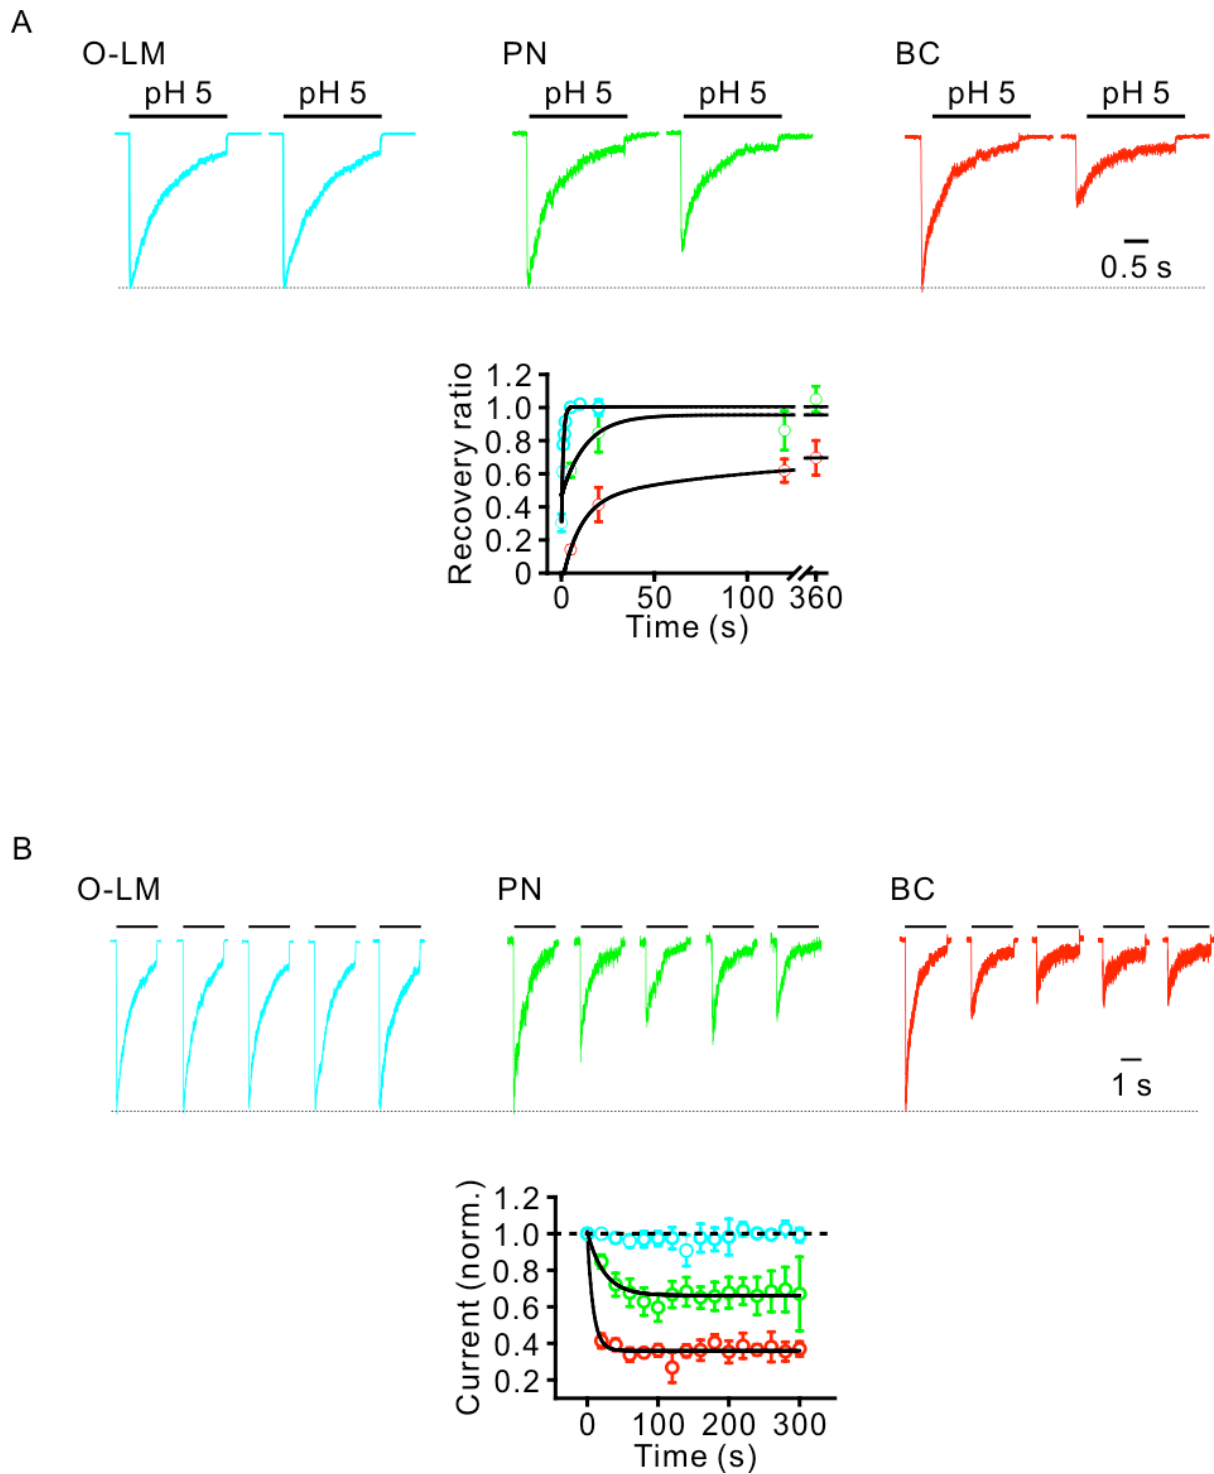 A
O-LM PN BC
pH 5 pH 5 pH 5 pH 5 pH 5 pH 5
0.5 s
Recovery ratio
1.2
1.0
0.8
0.6
0.4
0.2
0
0 50 100 360
Time (s)
B
O-LM PN BC
1 s
Current (norm.)
1.2
1.0
0.8
0.6
0.4
0.2
0 100 200 300
Time (s)